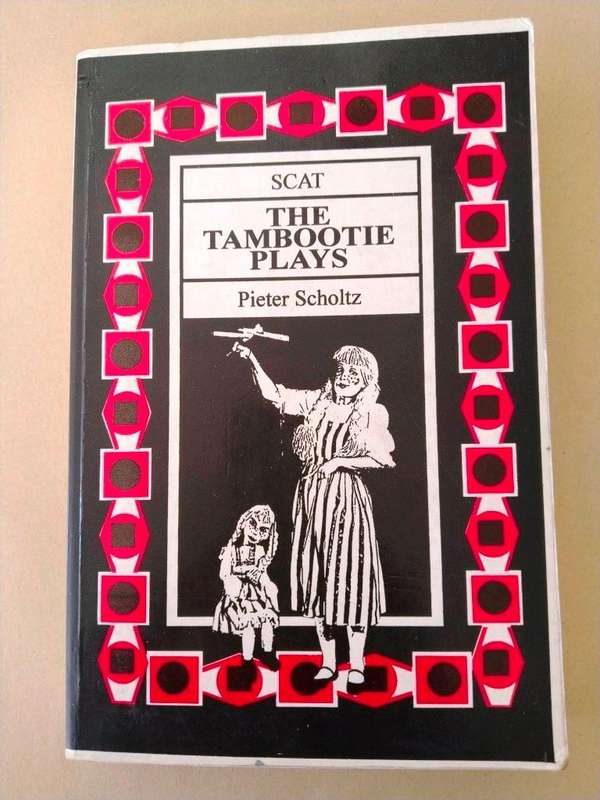 SCAT
THE
TAMBOOTIE
PLAYS
Pieter Scholtz